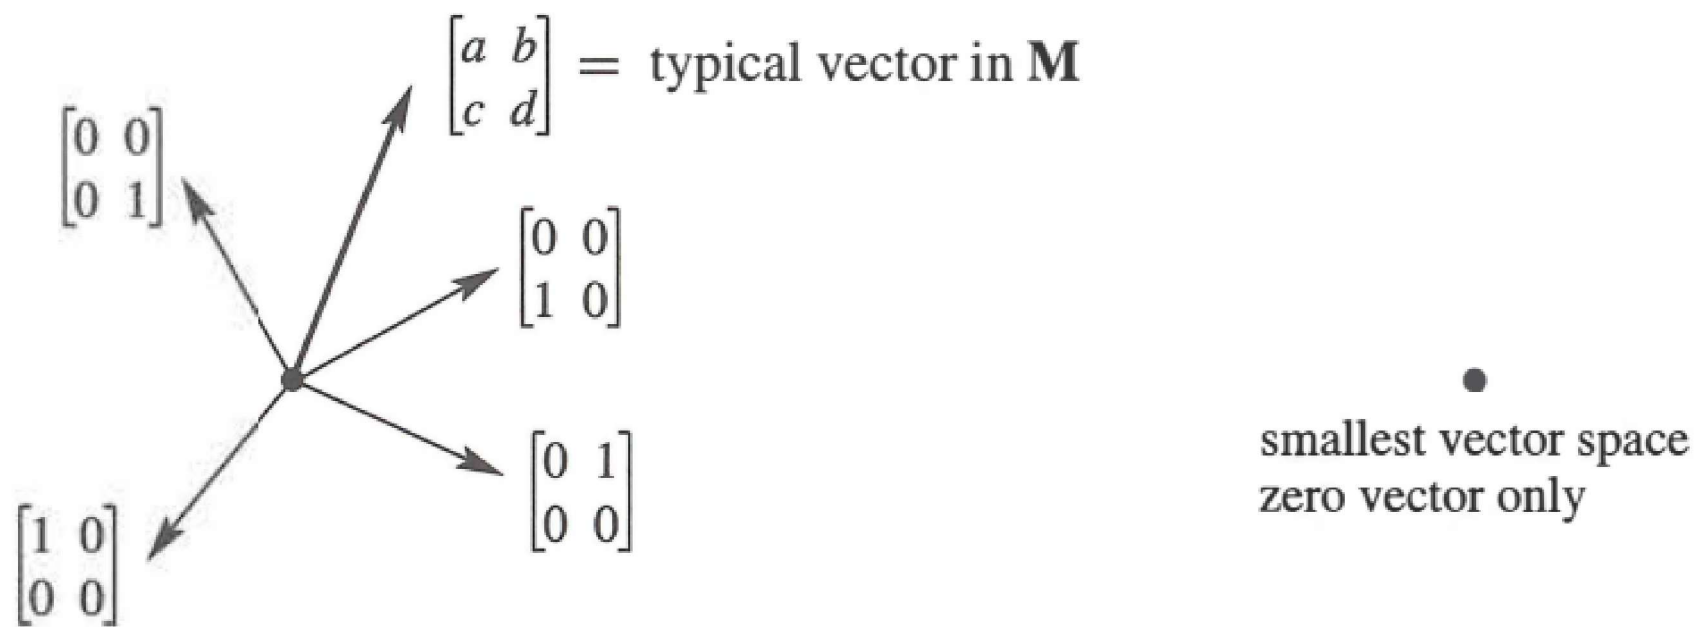 [a b
c d] = typical vector in M
[0 0
0 1]
[0 0
1 0]
[0 1
0 0]
[1 0
0 0]
smallest vector space
zero vector only